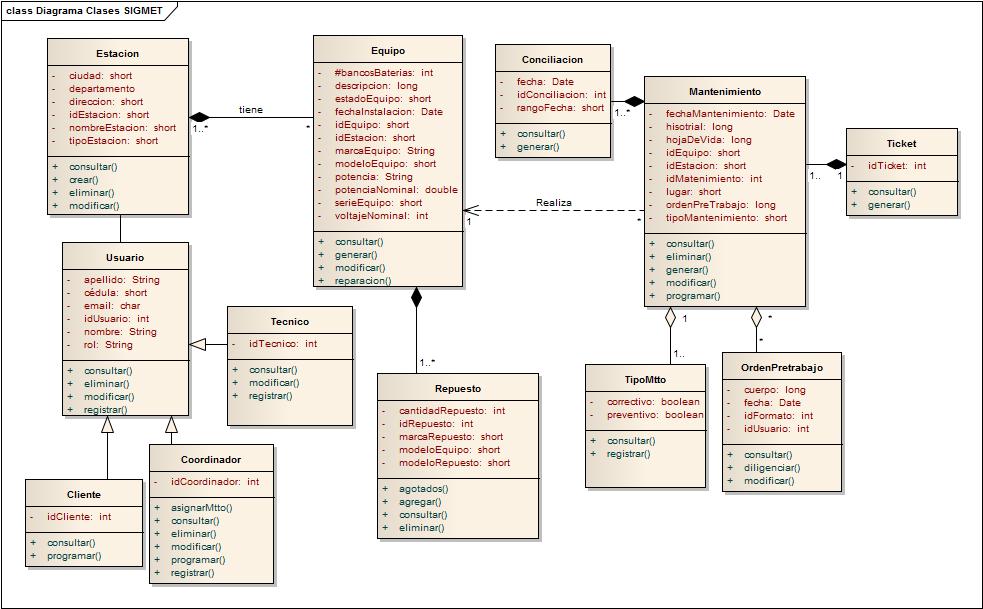 class Diagrama Clases SIGMET
Estacion
- ciudad: short
- departamento
- direccion: short
- idEstacion: short
- nombreEstacion: short
- tipoEstacion: short
+ consultar()
+ crear()
+ eliminar()
+ modificar()
1..*
tiene
*
Equipo
- #bancosBaterias: int
- descripcion: long
- estadoEquipo: short
- fechaInstalacion: Date
- idEquipo: short
- idEstacion: short
- marcaEquipo: String
- modeloEquipo: short
- potencia: String
- potenciaNominal: double
- serieEquipo: short
- voltajeNominal: int
+ consultar()
+ generar()
+ modificar()
+ reparacion()
Conciliacion
- fecha: Date
- idConciliacion: int
- rangoFecha: short
+ consultar()
+ generar()
1..*
Mantenimiento
- fechaMantenimiento: Date
- hisotrial: long
- hojaDeVida: long
- idEquipo: short
- idEstacion: short
- idMatenimiento: int
- lugar: short
- ordenPreTrabajo: long
- tipoMantenimiento: short
+ consultar()
+ eliminar()
+ generar()
+ modificar()
+ programar()
1..
1
Ticket
- idTicket: int
+ consultar()
+ generar()
Realiza
1
*
Usuario
- apellido: String
- cédula: short
- email: char
- idUsuario: int
- nombre: String
- rol: String
+ consultar()
+ eliminar()
+ modificar()
+ registrar()
Tecnico
- idTecnico: int
+ consultar()
+ modificar()
+ registrar()
1..*
Repuesto
- cantidadRepuesto: int
- idRepuesto: int
- marcaRepuesto: short
- modeloEquipo: short
- modeloRepuesto: short
+ agotados()
+ agregar()
+ consultar()
+ eliminar()
1
1..
TipoMtto
- correctivo: boolean
- preventivo: boolean
+ consultar()
+ registrar()
*
*
OrdenPretrabajo
- cuerpo: long
- fecha: Date
- idFormato: int
- idUsuario: int
+ consultar()
+ diligenciar()
+ modificar()
Cliente
- idCliente: int
+ consultar()
+ programar()
Coordinador
- idCoordinador: int
+ asignarMtto()
+ consultar()
+ eliminar()
+ modificar()
+ programar()
+ registrar()